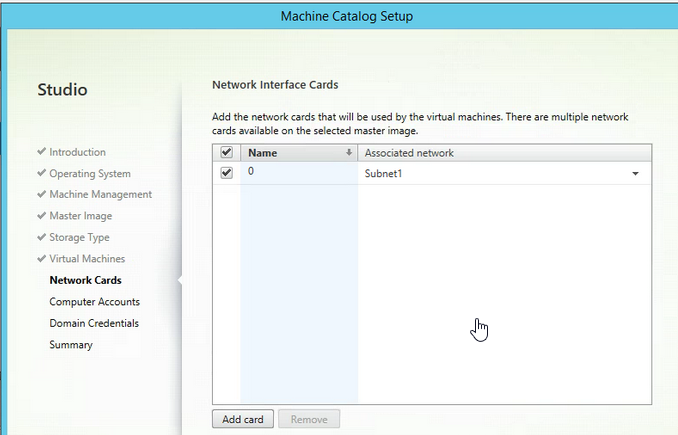 Machine Catalog Setup
Studio
Introduction
Operating System
Machine Management
Master Image
Storage Type
Virtual Machines
Network Cards
Computer Accounts
Domain Credentials
Summary
Network Interface Cards
Add the network cards that will be used by the virtual machines. There are multiple network
cards available on the selected master image.
Name Associated network
0 Subnet1
Add card Remove